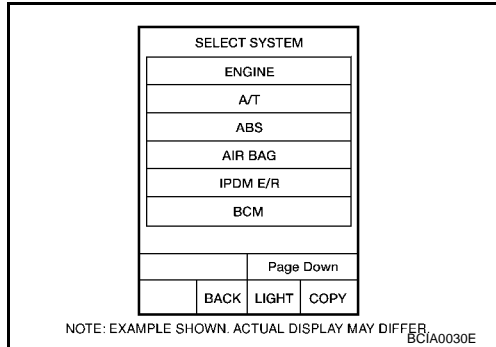 SELECT SYSTEM
ENGINE
A/T
ABS
AIR BAG
IPDM E/R
BCM
Page Down
BACK LIGHT COPY
NOTE: EXAMPLE SHOWN. ACTUAL DISPLAY MAY DIFFER.
BCIA0030E